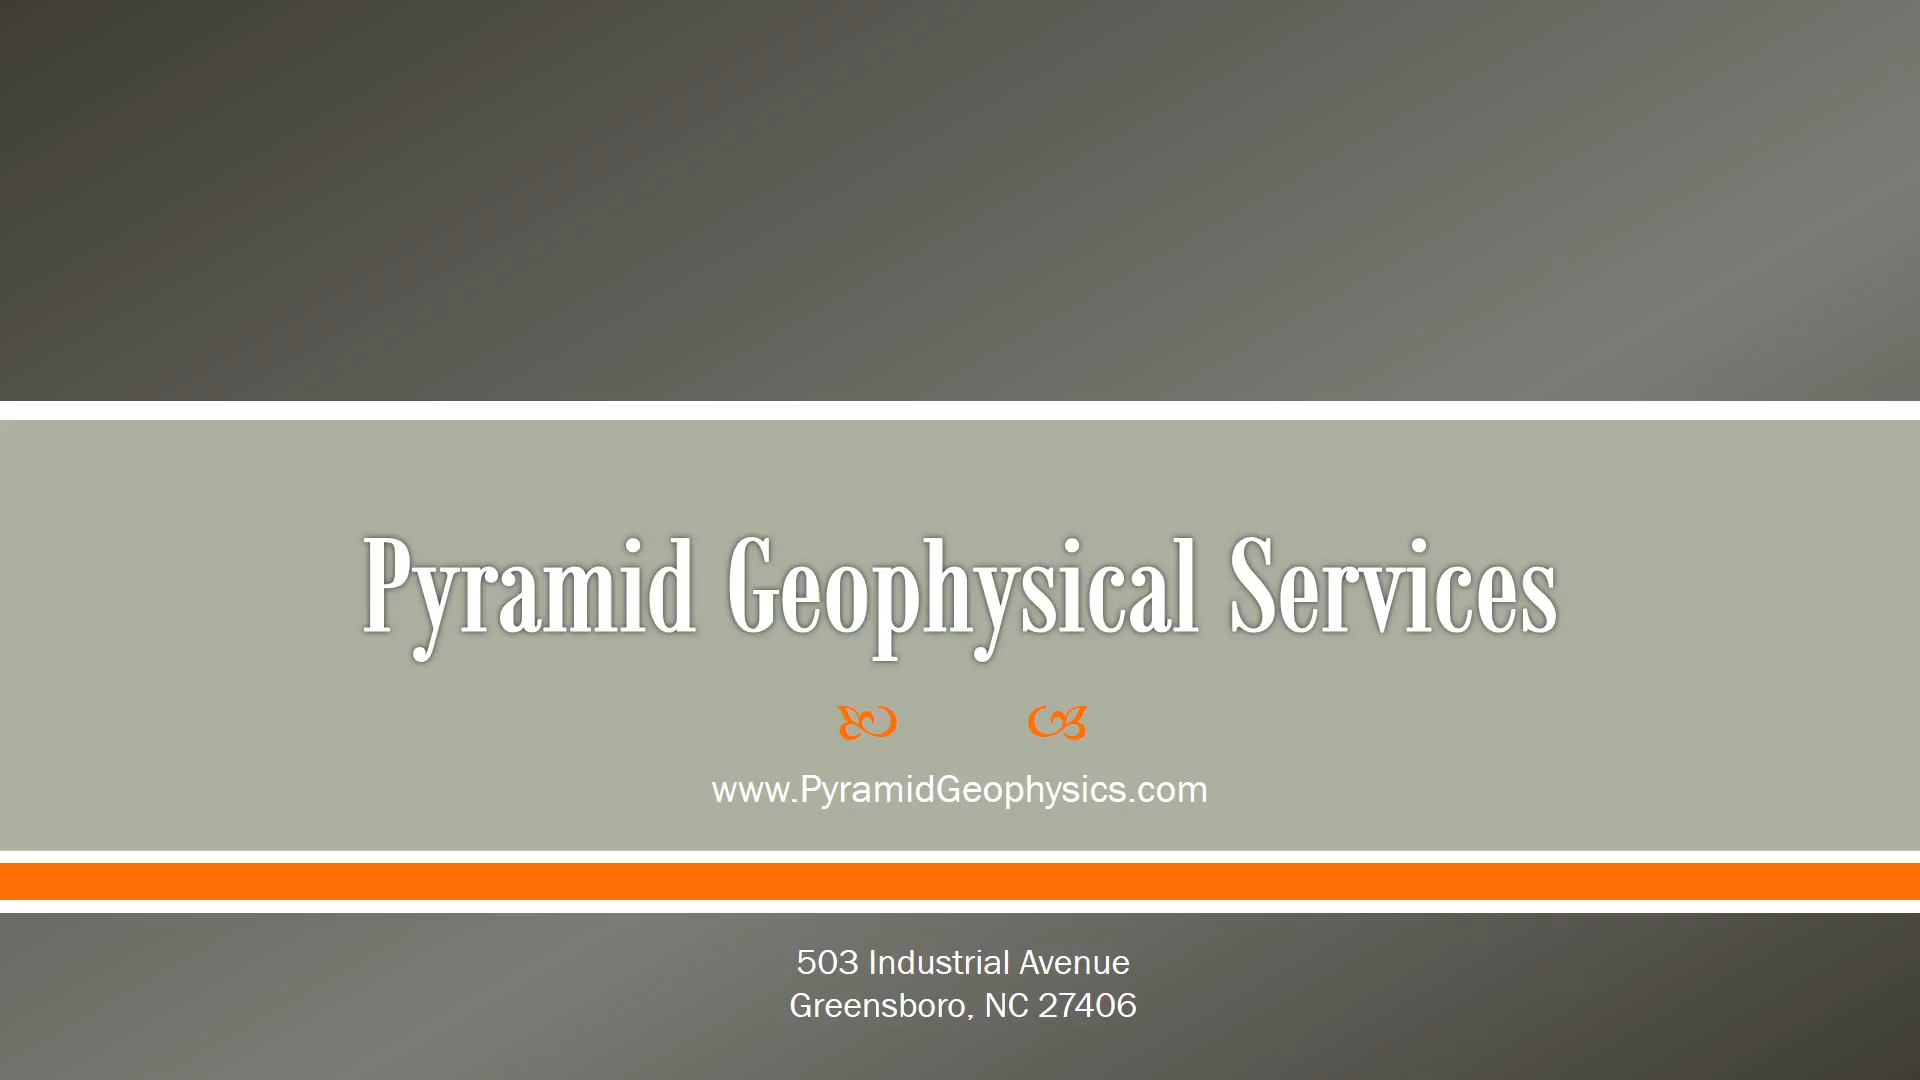 Pyramid Geophysical Services
www.PyramidGeophysics.com
503 Industrial Avenue
Greensboro, NC 27406